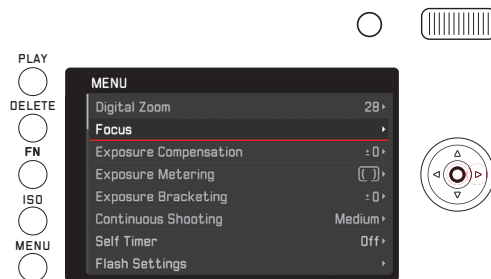 PLAY
DELETE
FN
ISO
MENU
MENU
Digital Zoom 28
Focus
Exposure Compensation ±0
Exposure Metering
Exposure Bracketing ±0
Continuous Shooting Medium
Self Timer Off
Flash Settings